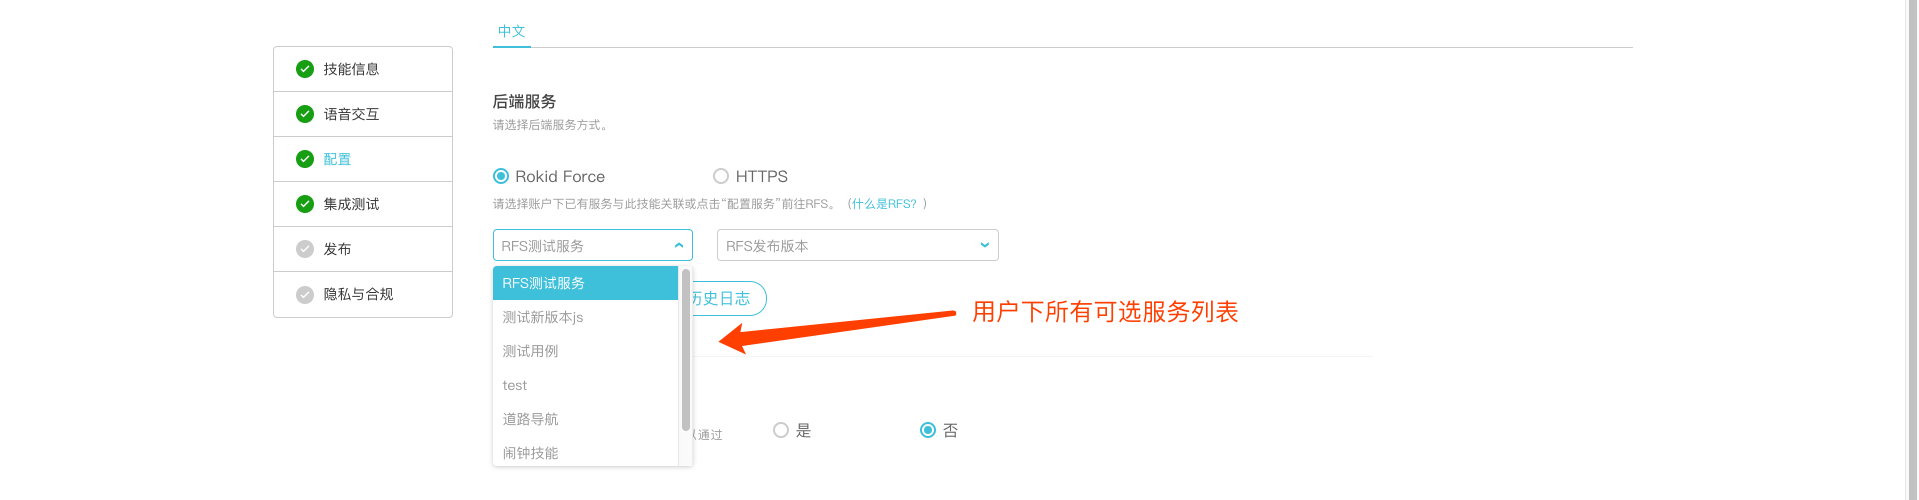 中文
技能信息
语音交互
配置
集成测试
发布
隐私与合规
后端服务
请选择后端服务方式。
Rokid Force
HTTPS
请选择账户下已有服务与此技能关联或点击“配置服务”前往RFS。（什么是RFS？）
RFS测试服务
RFS发布版本
RFS测试服务
测试新版本js
测试用例
test
道路导航
闹钟技能
历史日志
用户下所有可选服务列表
通过
是
否